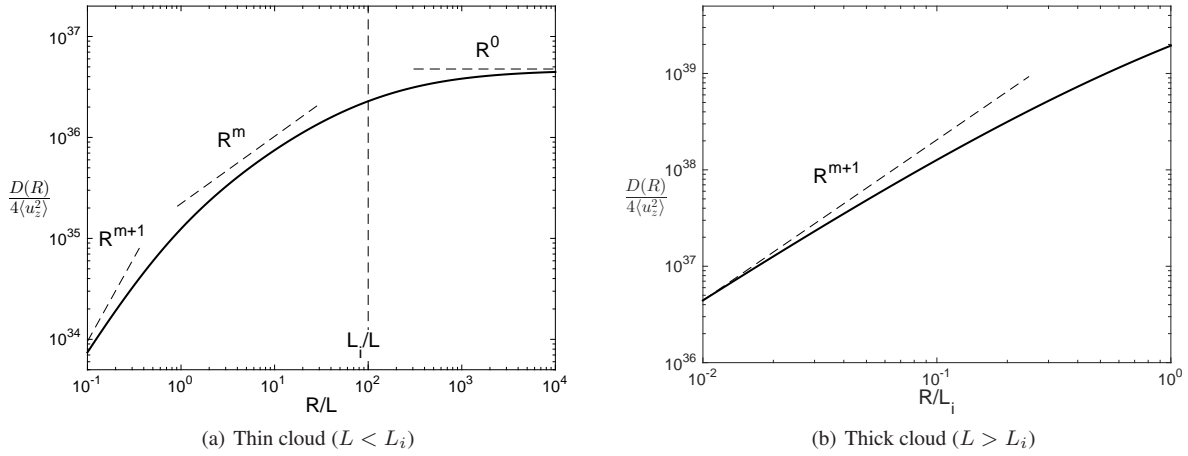 10^37
10^36
10^35
10^34
D(R)
4⟨u_z^2⟩
R^{m+1}
R^m
R^0
L_i/L
10^-1 10^0 10^1 10^2 10^3 10^4
R/L
(a) Thin cloud (L < L_i)
10^39
10^38
10^37
10^36
D(R)
4⟨u_z^2⟩
R^{m+1}
10^-2 10^-1 10^0
R/L_i
(b) Thick cloud (L > L_i)